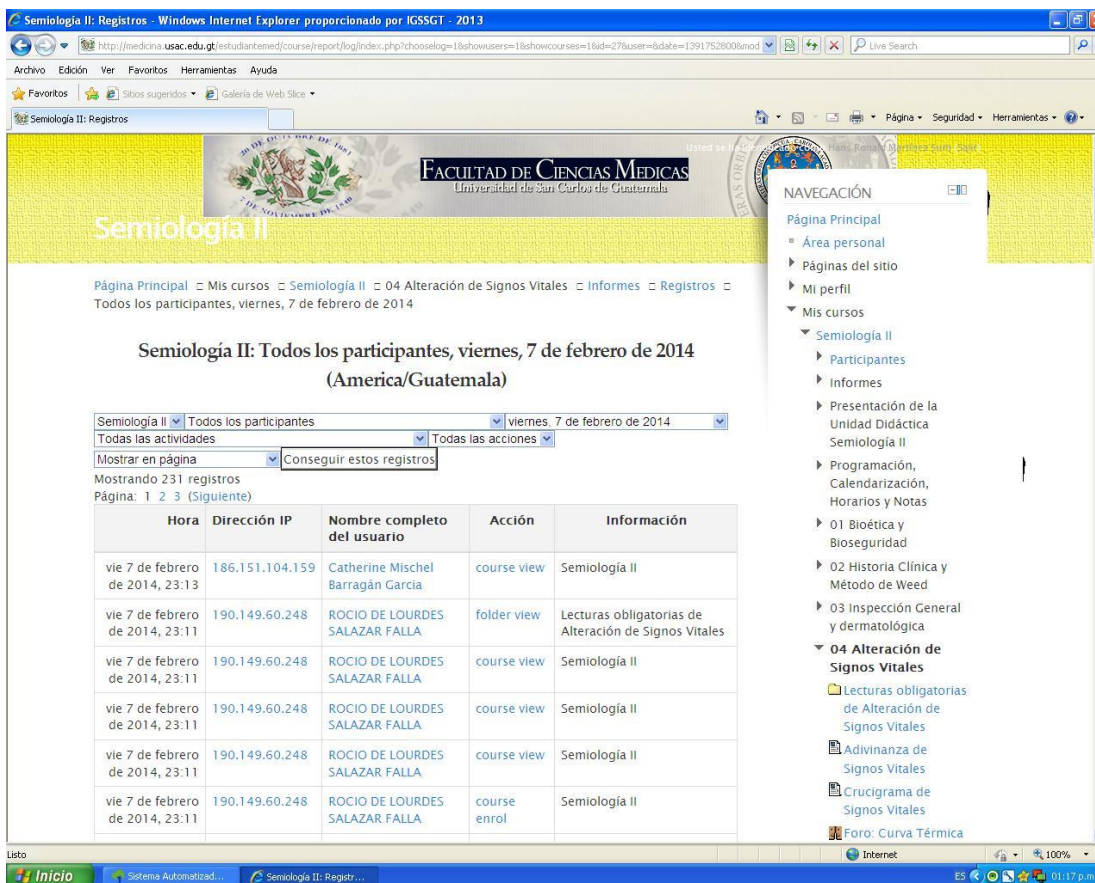 Semiología II: Registros - Windows Internet Explorer proporcionado por IGSSGT - 2013
http://medicina.usac.edu.gt/estudiantemed/course/report/log/index.php?chooselog=1&showusers=1&showcourses=1&id=27&user=&date=1391752800&mod
Live Search
Archivo Edición Ver Favoritos Herramientas Ayuda
Favoritos Sitios sugeridos Galería de Web Slice
Semiología II: Registros
Página Seguridad Herramientas
20 DE OCTUBRE DE
7 DE NOVIEMBRE DE
FACULTAD DE CIENCIAS MEDICAS
Universidad de San Carlos de Guatemala
Usted se ha identificado como Hans Ronald Martínez Sum Salir
Semiología II
Página Principal Mis cursos Semiología II 04 Alteración de Signos Vitales Informes Registros
Todos los participantes, viernes, 7 de febrero de 2014
Semiología II: Todos los participantes, viernes, 7 de febrero de 2014
(America/Guatemala)
Semiología II Todos los participantes viernes, 7 de febrero de 2014
Todas las actividades Todas las acciones
Mostrar en página Conseguir estos registros
Mostrando 231 registros
Página: 1 2 3 (Siguiente)
Hora Dirección IP Nombre completo del usuario Acción Información
vie 7 de febrero de 2014, 23:13 186.151.104.159 Catherine Mischel Barragán Garcia course view Semiología II
vie 7 de febrero de 2014, 23:11 190.149.60.248 ROCIO DE LOURDES SALAZAR FALLA folder view Lecturas obligatorias de Alteración de Signos Vitales
vie 7 de febrero de 2014, 23:11 190.149.60.248 ROCIO DE LOURDES SALAZAR FALLA course view Semiología II
vie 7 de febrero de 2014, 23:11 190.149.60.248 ROCIO DE LOURDES SALAZAR FALLA course view Semiología II
vie 7 de febrero de 2014, 23:11 190.149.60.248 ROCIO DE LOURDES SALAZAR FALLA course view Semiología II
vie 7 de febrero de 2014, 23:11 190.149.60.248 ROCIO DE LOURDES SALAZAR FALLA course enrol Semiología II
NAVEGACIÓN
Página Principal
Área personal
Páginas del sitio
Mi perfil
Mis cursos
Semiología II
Participantes
Informes
Presentación de la
Unidad Didáctica
Semiología II
Programación,
Calendarización,
Horarios y Notas
01 Bioética y
Bioseguridad
02 Historia Clínica y
Método de Weed
03 Inspección General
y dermatológica
04 Alteración de
Signos Vitales
Lecturas obligatorias
de Alteración de
Signos Vitales
Adivinanza de
Signos Vitales
Crucigrama de
Signos Vitales
Foro: Curva Térmica
Listo Internet 100%
Inicio Sistema Automatizad... Semiología II: Registr... ES 01:17 p.m.